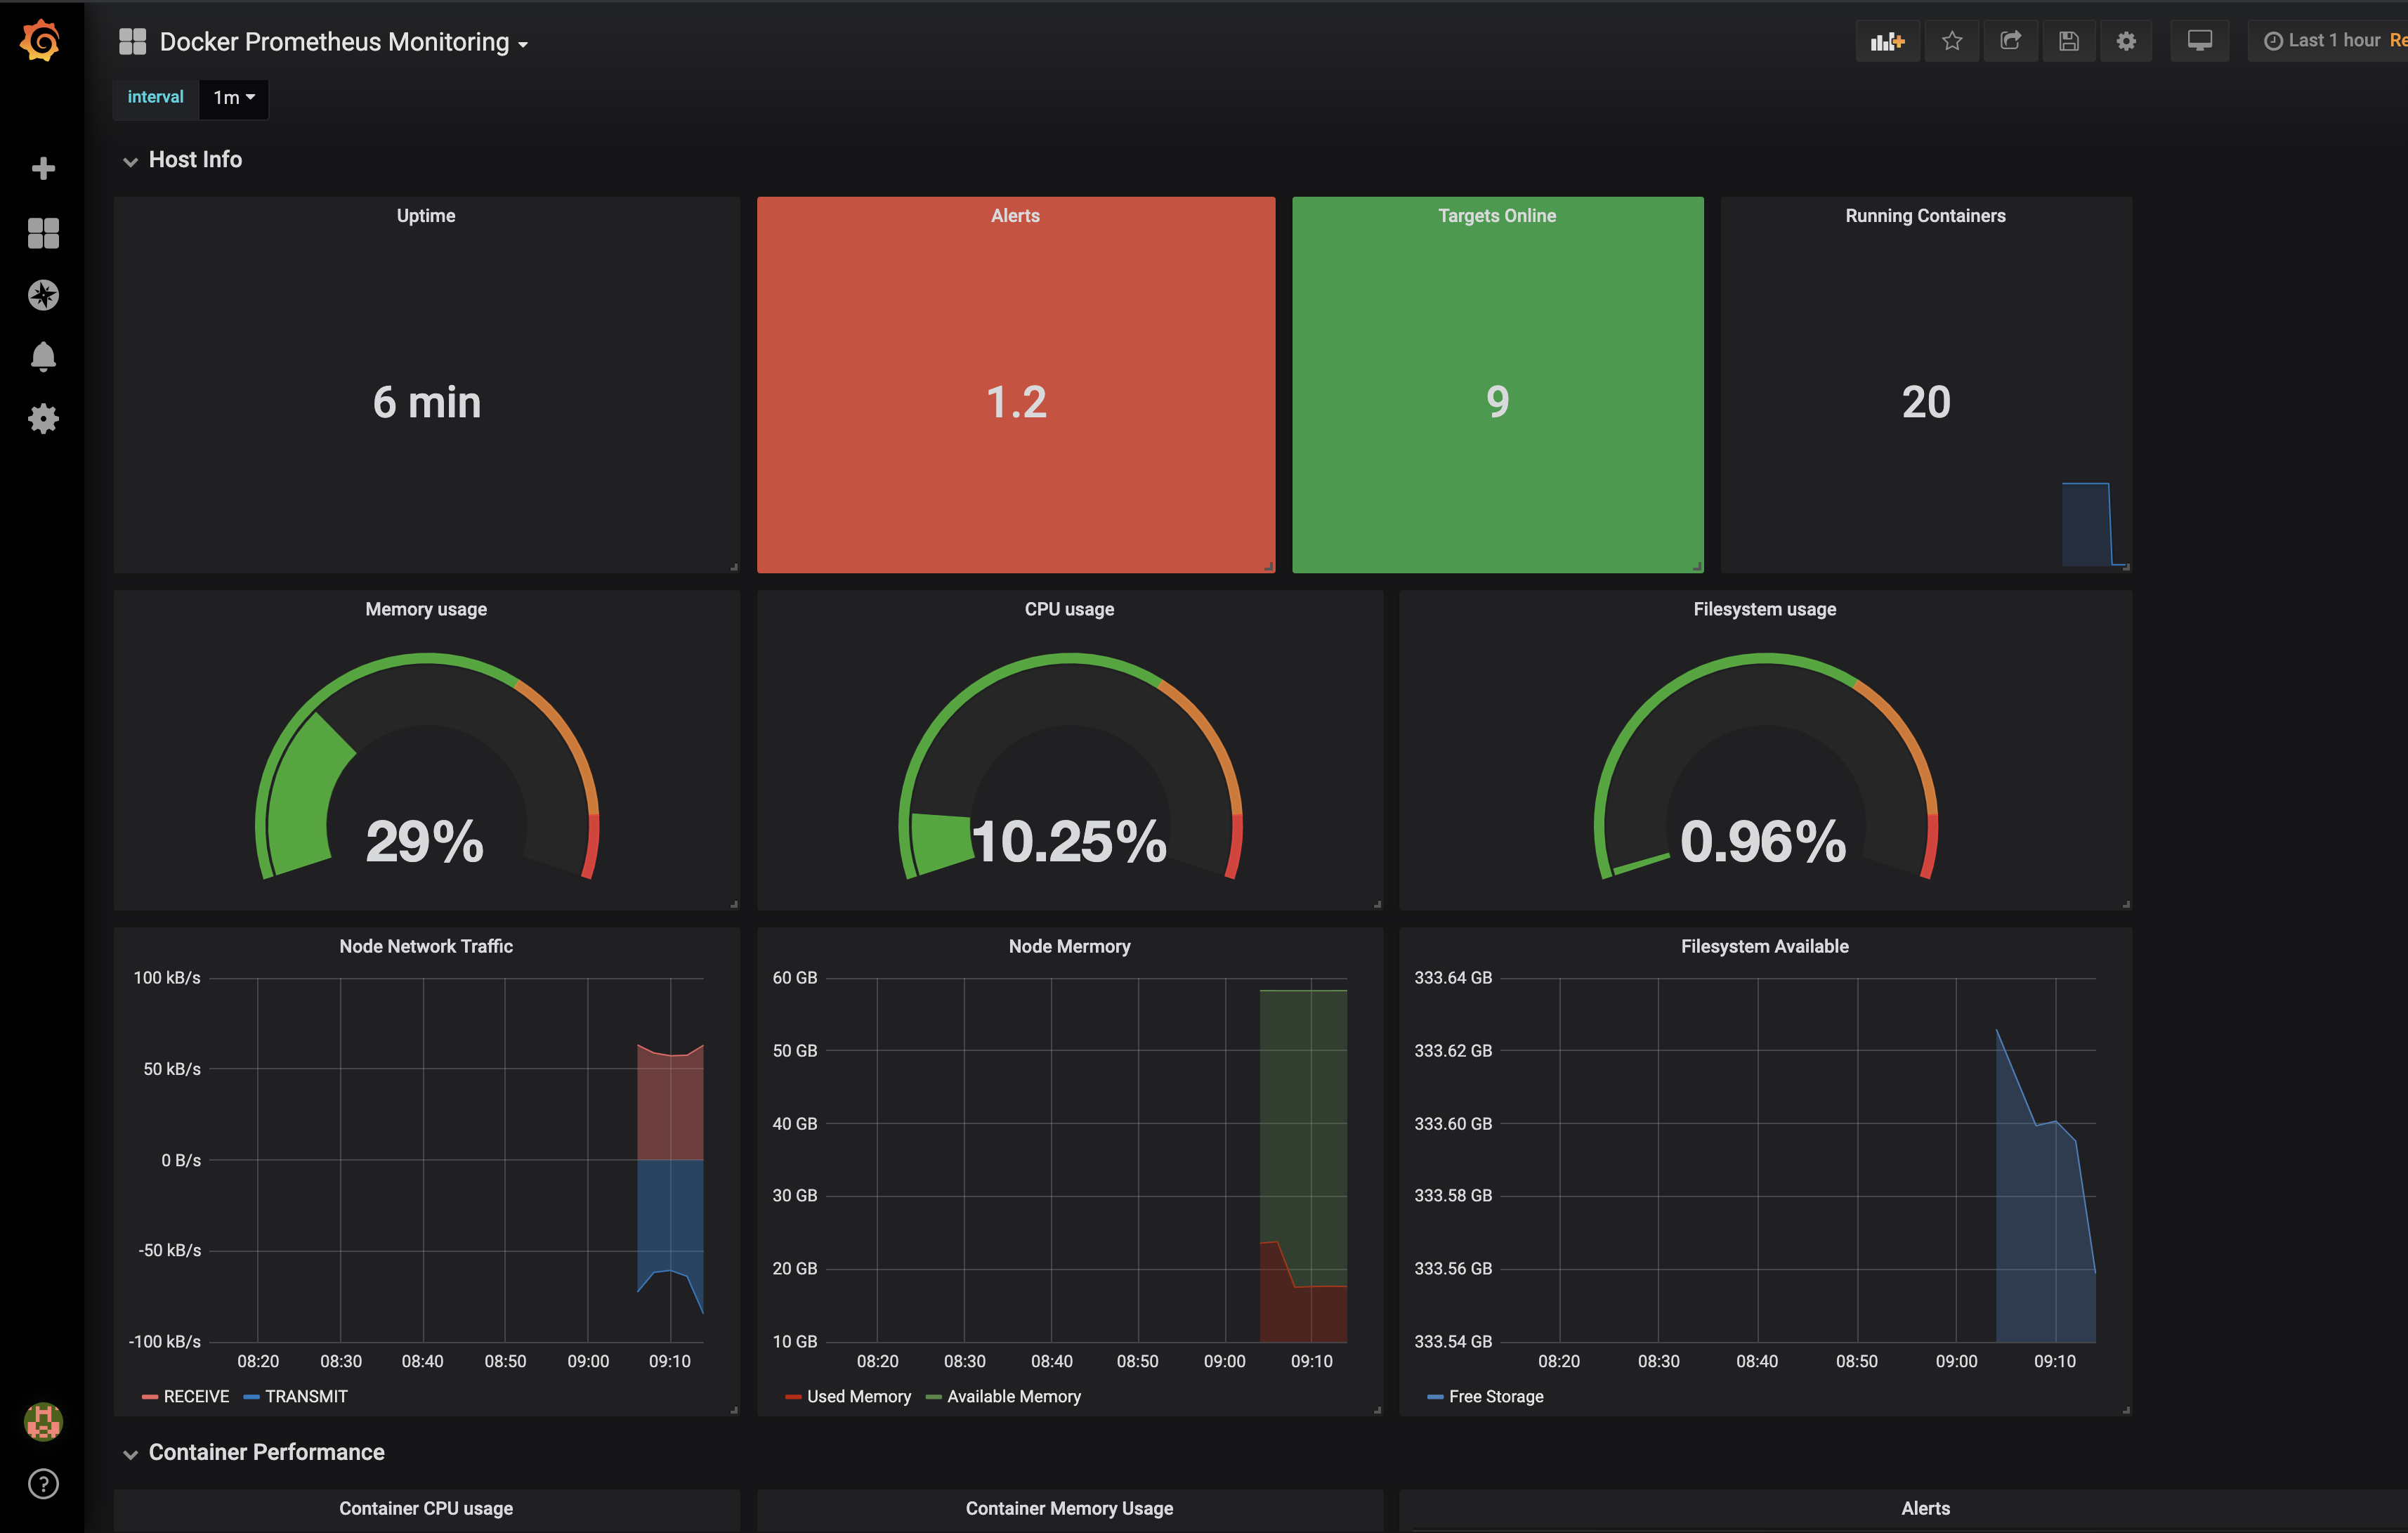 Docker Prometheus Monitoring
Last 1 hour Re
interval 1m
Host Info
Uptime
6 min
Alerts
1.2
Targets Online
9
Running Containers
20
Memory usage
29%
CPU usage
10.25%
Filesystem usage
0.96%
Node Network Traffic
100 kB/s
50 kB/s
0 B/s
-50 kB/s
-100 kB/s
08:20 08:30 08:40 08:50 09:00 09:10
RECEIVE TRANSMIT
Node Mermory
60 GB
50 GB
40 GB
30 GB
20 GB
10 GB
08:20 08:30 08:40 08:50 09:00 09:10
Used Memory Available Memory
Filesystem Available
333.64 GB
333.62 GB
333.60 GB
333.58 GB
333.56 GB
333.54 GB
08:20 08:30 08:40 08:50 09:00 09:10
Free Storage
Container Performance
Container CPU usage
Container Memory Usage
Alerts